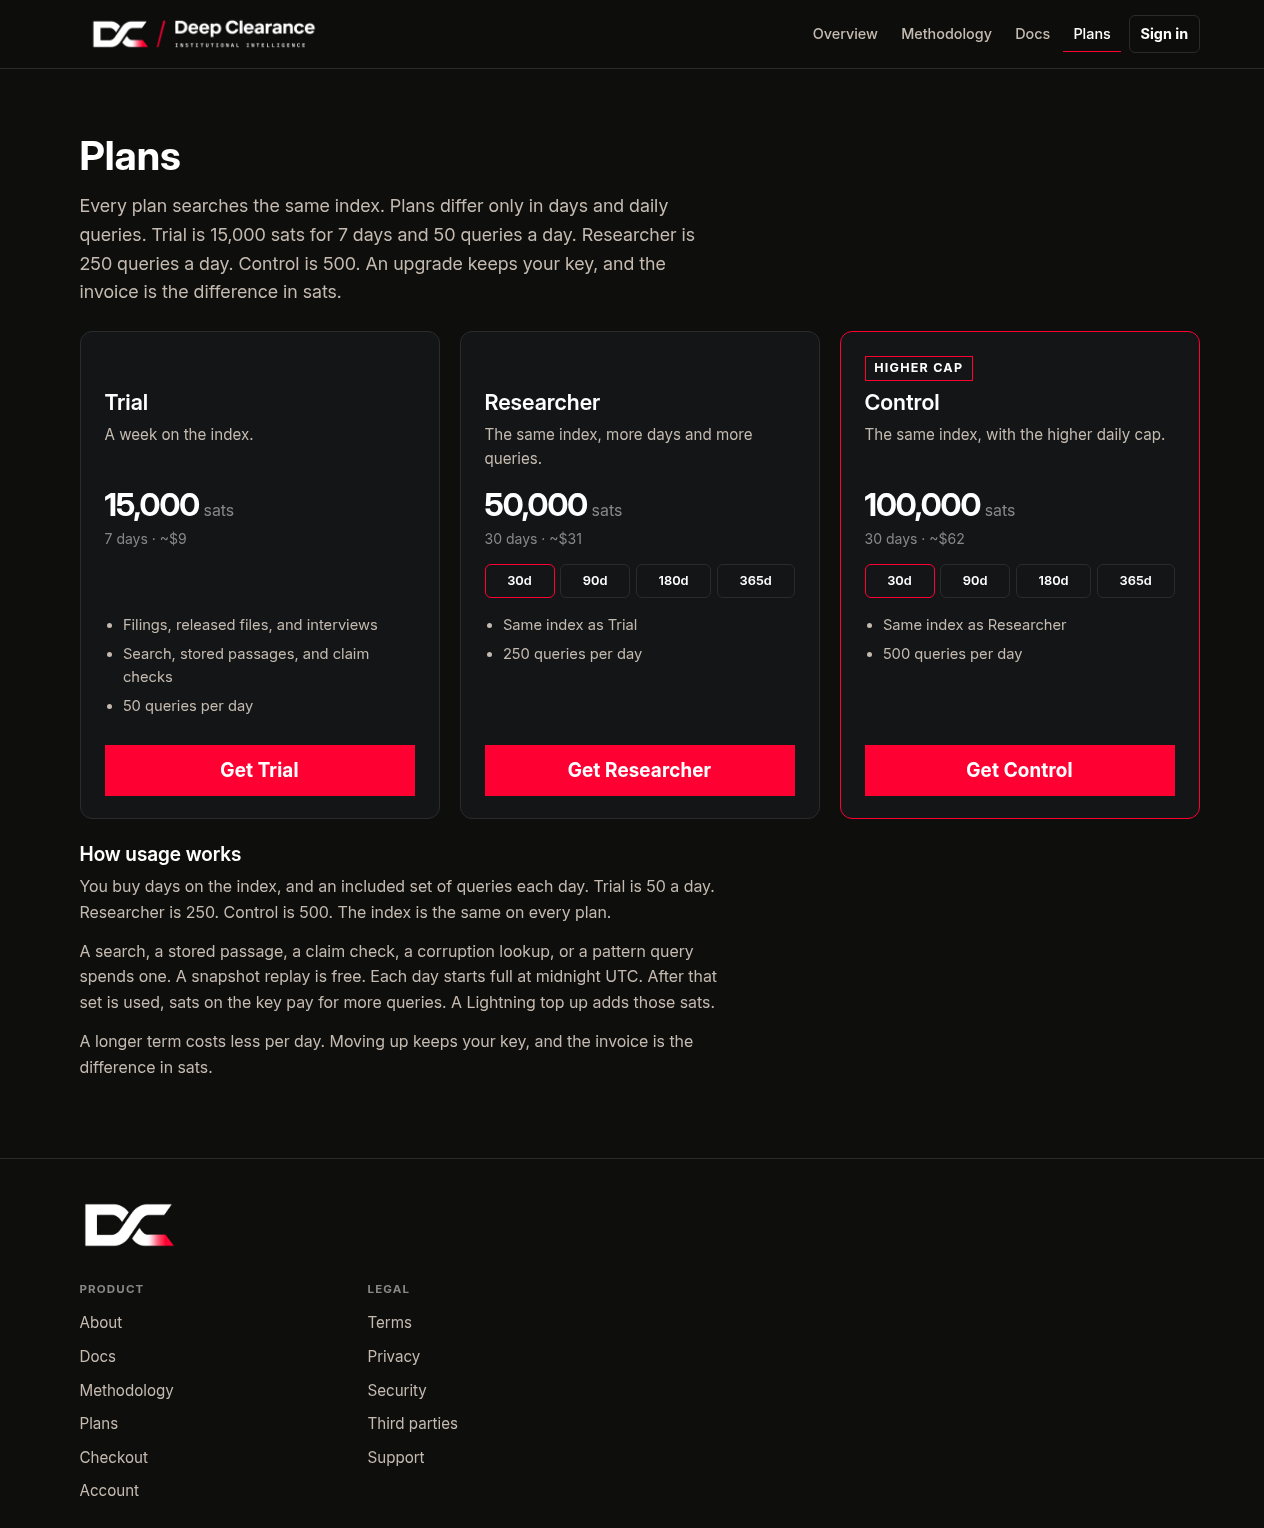 DC / Deep Clearance
INSTITUTIONAL INTELLIGENCE
Overview Methodology Docs Plans Sign in
Plans
Every plan searches the same index. Plans differ only in days and daily
queries. Trial is 15,000 sats for 7 days and 50 queries a day. Researcher is
250 queries a day. Control is 500. An upgrade keeps your key, and the
invoice is the difference in sats.
Trial
A week on the index.
15,000 sats
7 days · ~$9
• Filings, released files, and interviews
• Search, stored passages, and claim
checks
• 50 queries per day
Get Trial
Researcher
The same index, more days and more
queries.
50,000 sats
30 days · ~$31
30d 90d 180d 365d
• Same index as Trial
• 250 queries per day
Get Researcher
HIGHER CAP
Control
The same index, with the higher daily cap.
100,000 sats
30 days · ~$62
30d 90d 180d 365d
• Same index as Researcher
• 500 queries per day
Get Control
How usage works
You buy days on the index, and an included set of queries each day. Trial is 50 a day.
Researcher is 250. Control is 500. The index is the same on every plan.
A search, a stored passage, a claim check, a corruption lookup, or a pattern query
spends one. A snapshot replay is free. Each day starts full at midnight UTC. After that
set is used, sats on the key pay for more queries. A Lightning top up adds those sats.
A longer term costs less per day. Moving up keeps your key, and the invoice is the
difference in sats.
DC
PRODUCT
About
Docs
Methodology
Plans
Checkout
Account
LEGAL
Terms
Privacy
Security
Third parties
Support